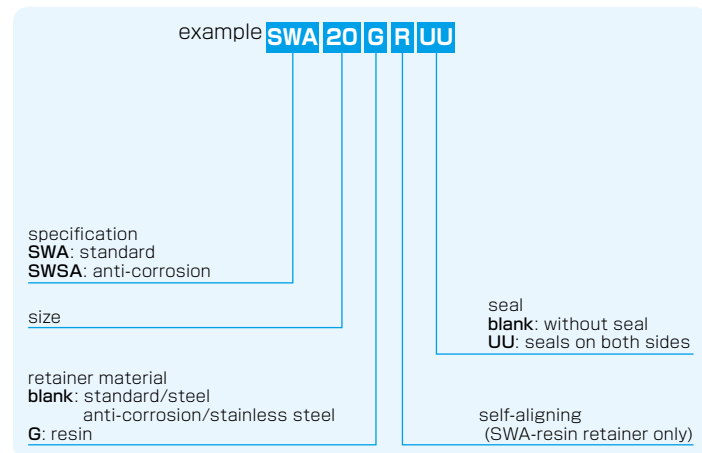 example SWA 20 G R UU
specification
SWA: standard
SWSA: anti-corrosion
size
retainer material
blank: standard/steel
anti-corrosion/stainless steel
G: resin
seal
blank: without seal
UU: seals on both sides
self-aligning
(SWA-resin retainer only)